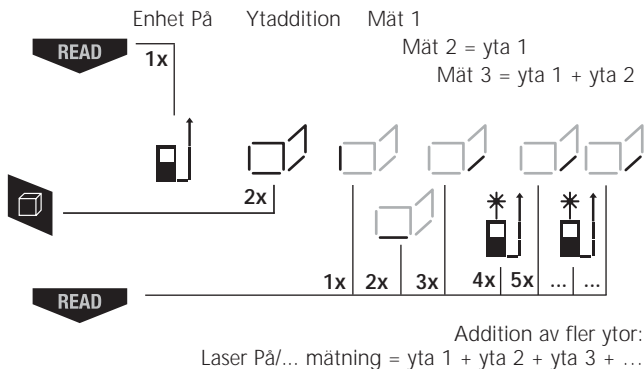 Enhet På Ytaddition Mät 1
Mät 2 = yta 1
Mät 3 = yta 1 + yta 2
READ
1x
2x
1x 2x 3x 4x 5x ... ...
READ
Addition av fler ytor:
Laser På/... mätning = yta 1 + yta 2 + yta 3 + ...